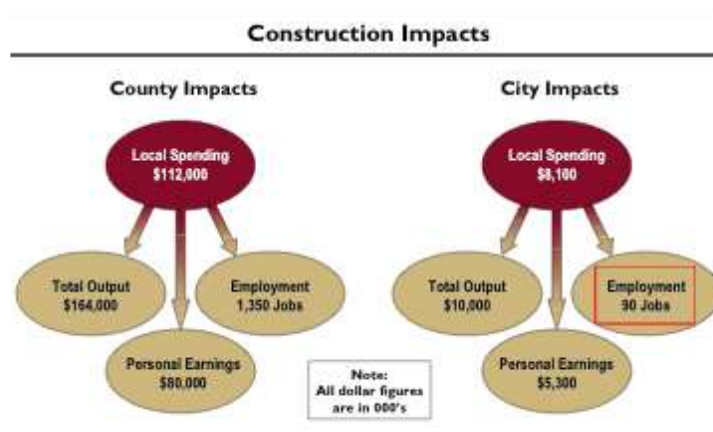 Construction Impacts
County Impacts
City Impacts
Local Spending
$112,000
Local Spending
$8,100
Total Output
$164,000
Employment
1,350 Jobs
Total Output
$10,000
Employment
90 Jobs
Personal Earnings
$80,000
Note:
All dollar figures
are in 000's
Personal Earnings
$5,300